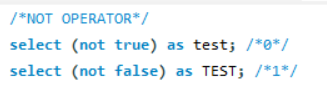 /*NOT OPERATOR*/
select (not true) as test; /*0*/
select (not false) as TEST; /*1*/